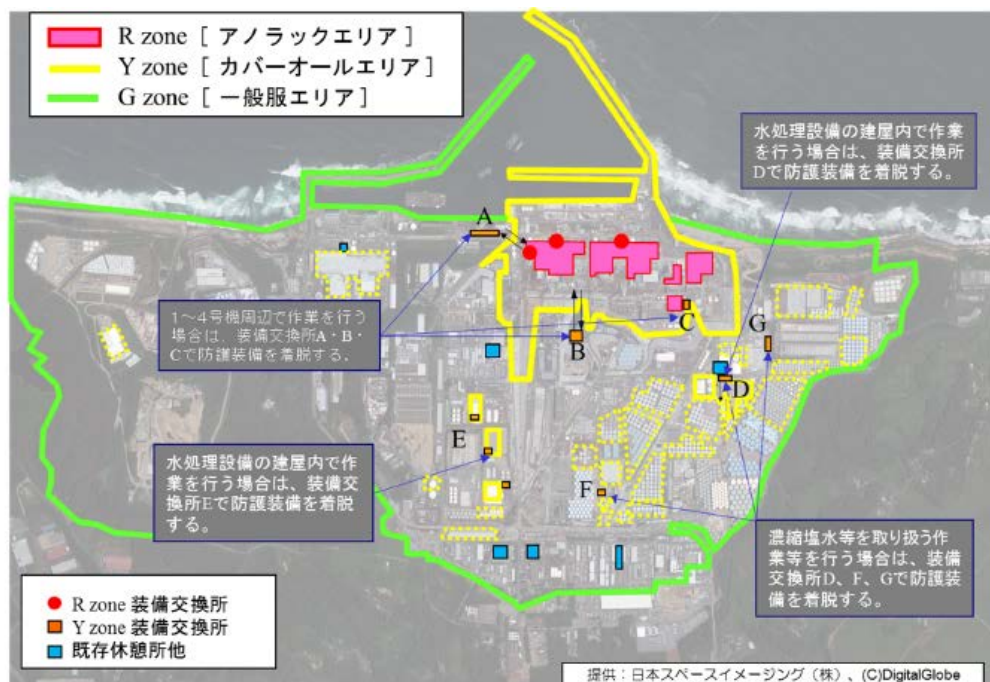 R zone [ アノラックエリア ]
Y zone [ カバーオールエリア ]
G zone [ 一般服エリア ]
水処理設備の建屋内で作業
を行う場合は、装備交換所
Dで防護装備を着脱する。
A
1～4号機周辺で作業を行う
場合は、装備交換所A・B・
Cで防護装備を着脱する。
B
C
G
D
E
F
水処理設備の建屋内で作
業を行う場合は、装備交換
所Eで防護装備を着脱
する。
濃縮塩水等を取り扱う作
業等を行う場合は、装備
交換所D、F、Gで防護装
備を着脱する。
R zone 装備交換所
Y zone 装備交換所
既存休憩所他
提供：日本スペースイメージング（株）、(C)DigitalGlobe